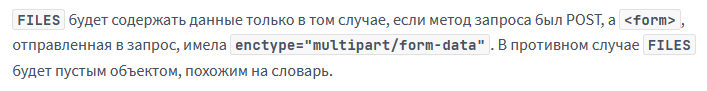 FILES будет содержать данные только в том случае, если метод запроса был POST, а <form>,
отправленная в запрос, имела enctype="multipart/form-data". В противном случае FILES
будет пустым объектом, похожим на словарь.